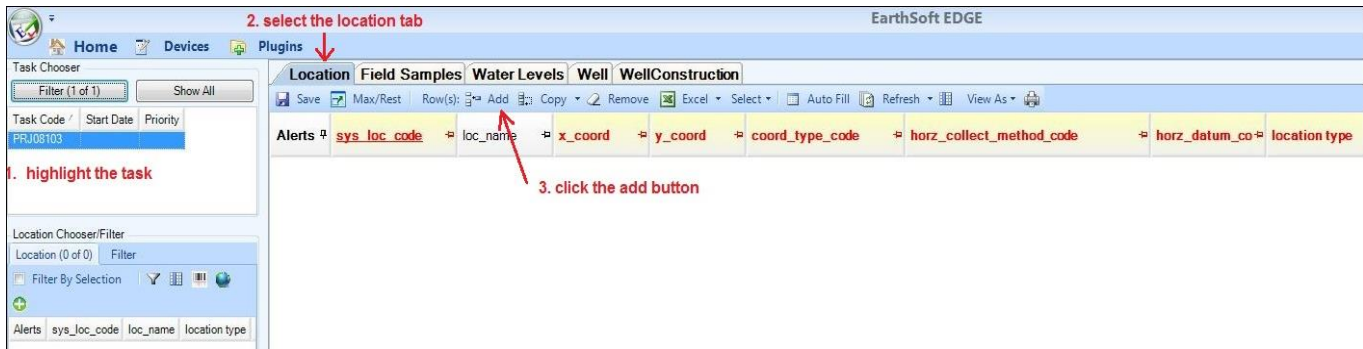 2. select the location tab
EarthSoft EDGE
Home Devices Plugins
Task Chooser
Filter (1 of 1) Show All
Task Code Start Date Priority
PRJ08103
1. highlight the task
Location Field Samples Water Levels Well WellConstruction
Save Max/Rest Row(s): Add Copy Remove Excel Select Auto Fill Refresh View As
Alerts sys_loc_code loc_name x_coord y_coord coord_type_code horz_collect_method_code horz_datum_co location type
3. click the add button
Location Chooser/Filter
Location (0 of 0) Filter
Filter By Selection
Alerts sys_loc_code loc_name location type